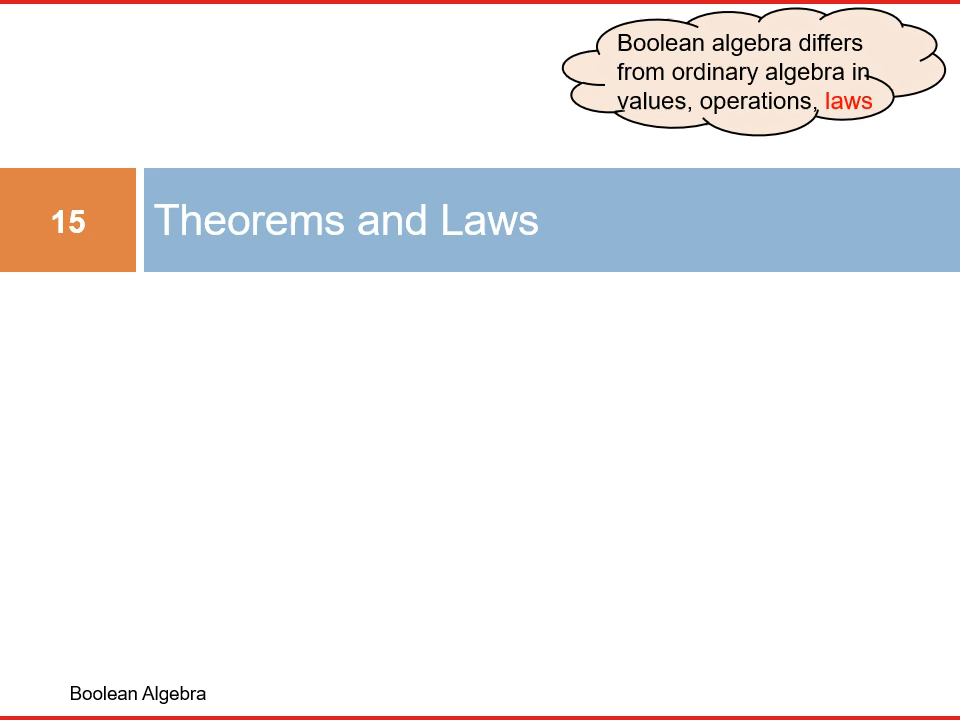 Boolean algebra differs
from ordinary algebra in
values, operations, laws
15
Theorems and Laws
Boolean Algebra